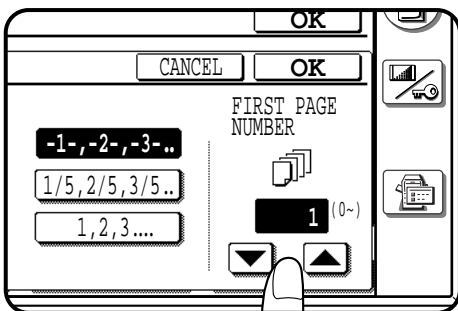 OK
CANCEL OK
FIRST PAGE
NUMBER
-1-,-2-,-3-..
1/5,2/5,3/5..
1,2,3....
1 (0~)